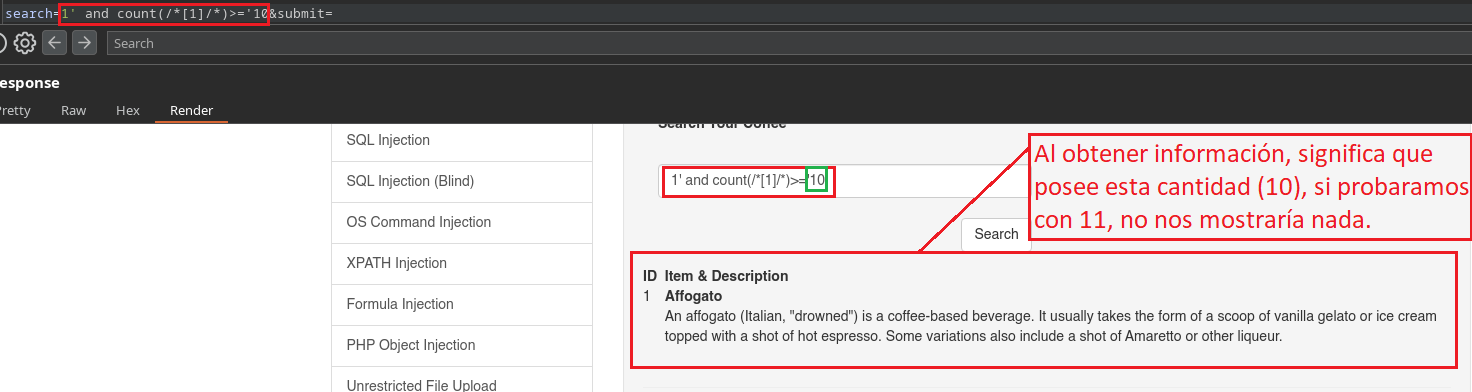 search=1' and count(/*[1]/*)>='10&submit=
Search
esponse
Pretty Raw Hex Render
SQL Injection
SQL Injection (Blind)
OS Command Injection
XPATH Injection
Formula Injection
PHP Object Injection
Unrestricted File Upload
Search Your Coffee
1' and count(/*[1]/*)>='10
Search
Al obtener información, significa que
posee esta cantidad (10), si probaramos
con 11, no nos mostraría nada.
ID Item & Description
1 Affogato
An affogato (Italian, "drowned") is a coffee-based beverage. It usually takes the form of a scoop of vanilla gelato or ice cream
topped with a shot of hot espresso. Some variations also include a shot of Amaretto or other liqueur.